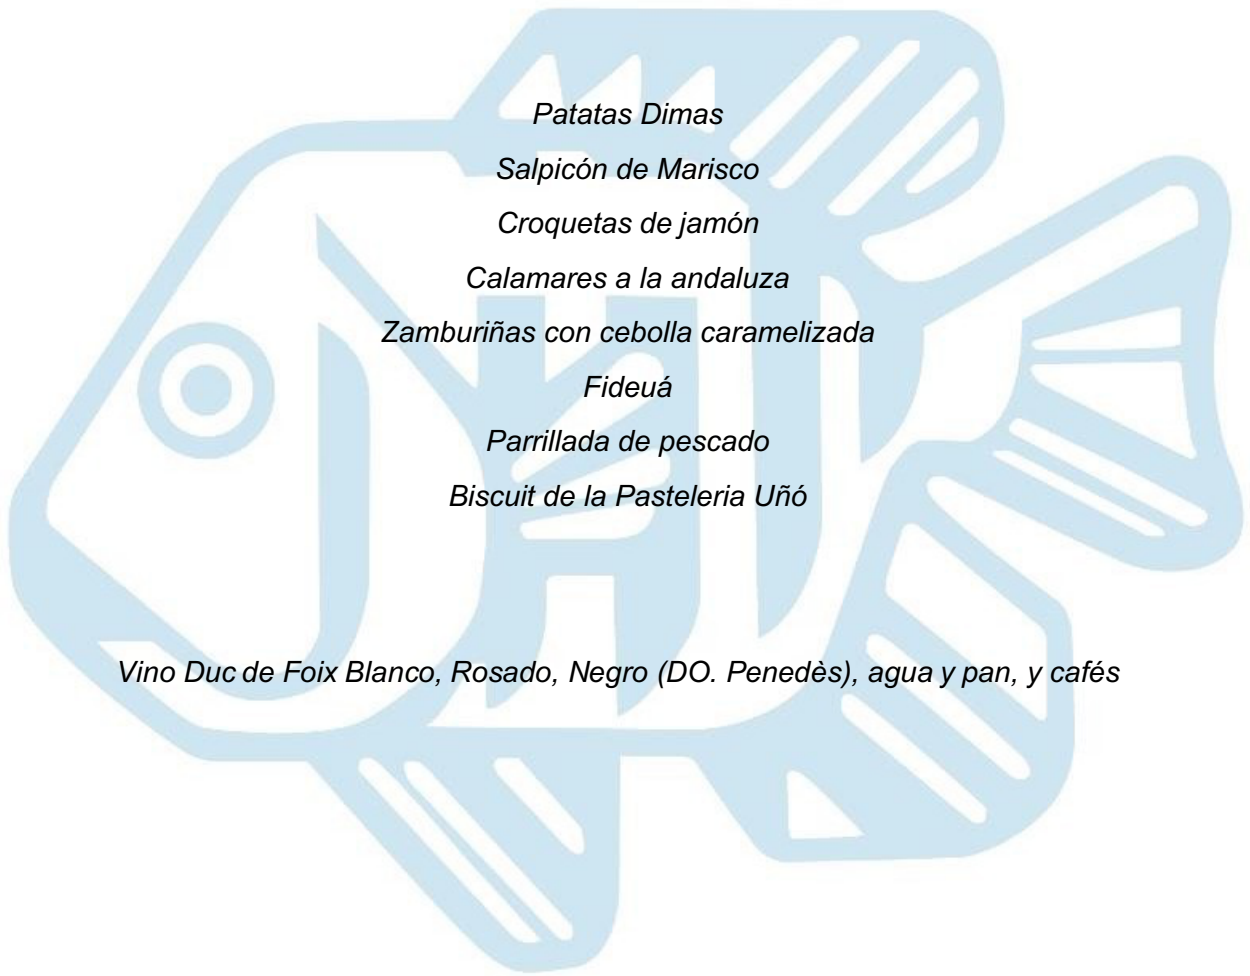 Patatas Dimas
Salpicón de Marisco
Croquetas de jamón
Calamares a la andaluza
Zamburiñas con cebolla caramelizada
Fideuá
Parrillada de pescado
Biscuit de la Pasteleria Uñó
Vino Duc de Foix Blanco, Rosado, Negro (DO. Penedès), agua y pan, y cafés